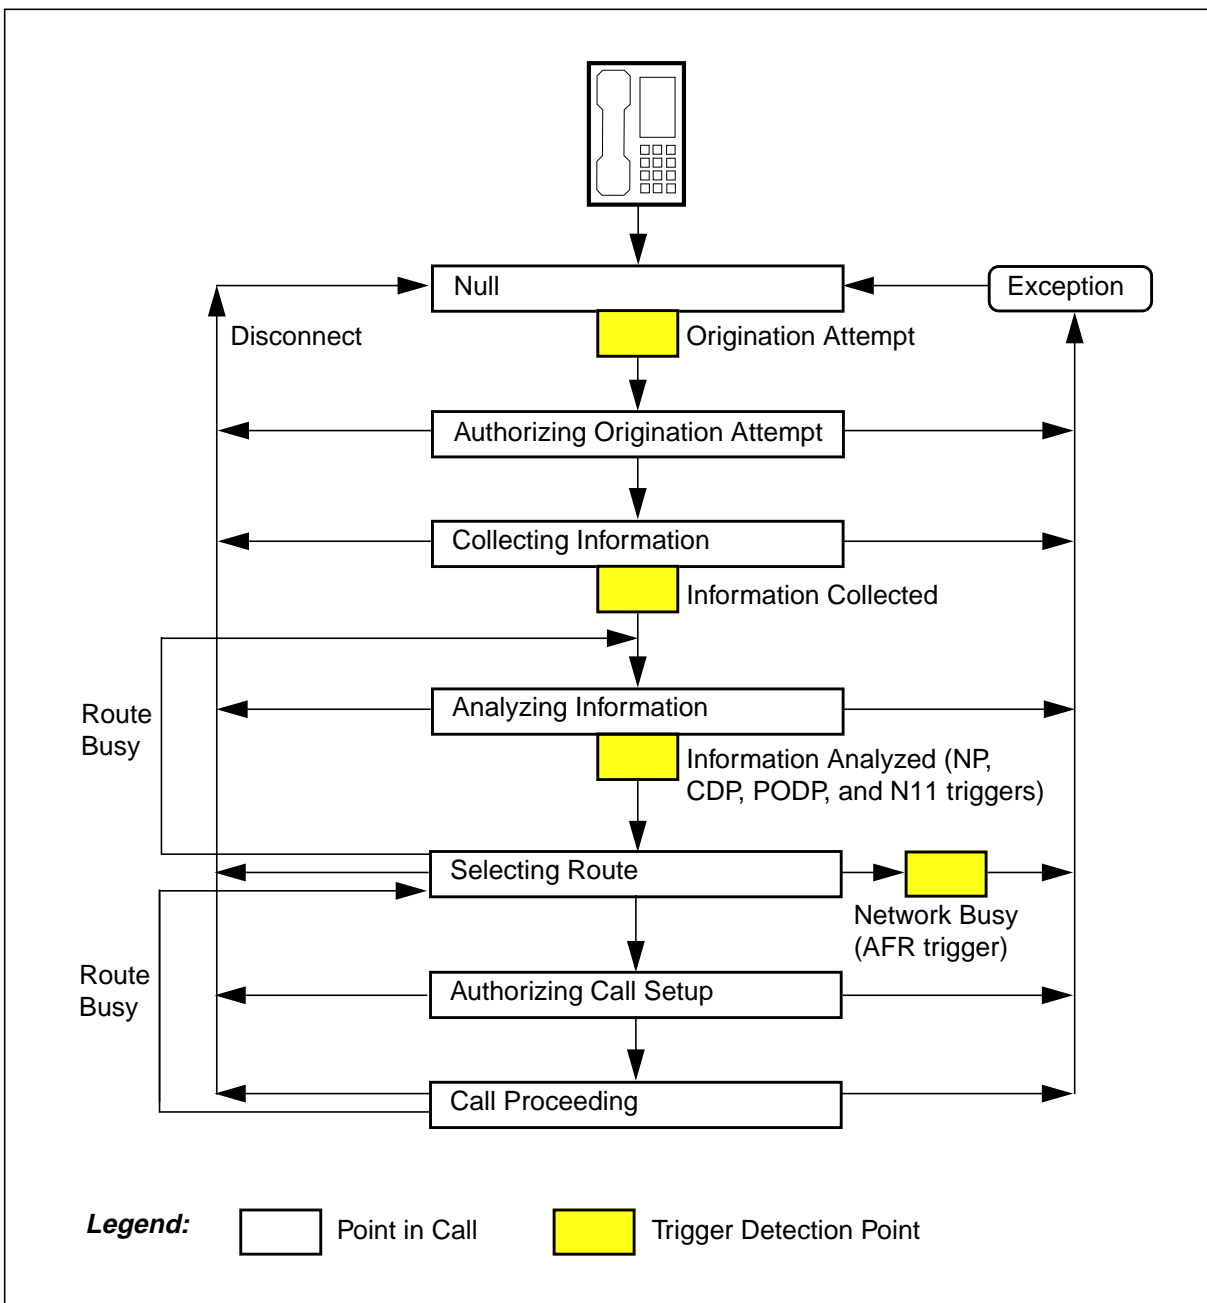 Null
Exception
Disconnect
Origination Attempt
Authorizing Origination Attempt
Collecting Information
Information Collected
Route
Busy
Analyzing Information
Information Analyzed (NP,
CDP, PODP, and N11 triggers)
Selecting Route
Network Busy
(AFR trigger)
Route
Busy
Authorizing Call Setup
Call Proceeding
Legend:
Point in Call
Trigger Detection Point